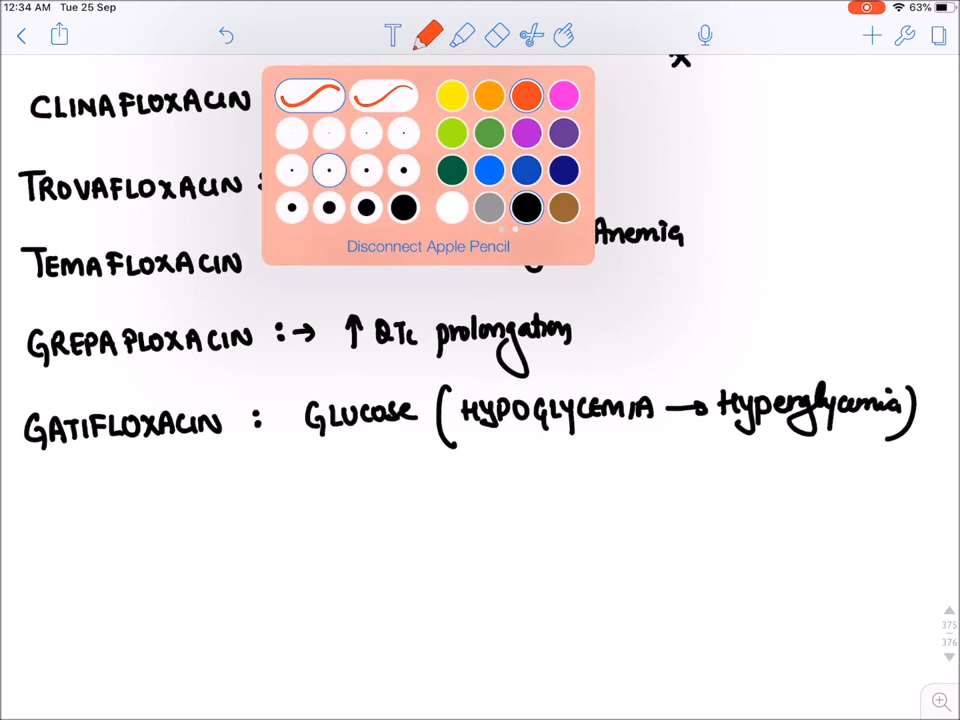 12:34 AM Tue 25 Sep
63%
T
CLINAFLOXACIN
TROVAFLOXACIN :
Anemia
Disconnect Apple Pencil
TEMAFLOXACIN
GREPAFLOXACIN :→ ↑ QTc prolongation
GATIFLOXACIN : GLUCOSE (HYPOGLYCEMIA → Hyperglycemia)
375
376